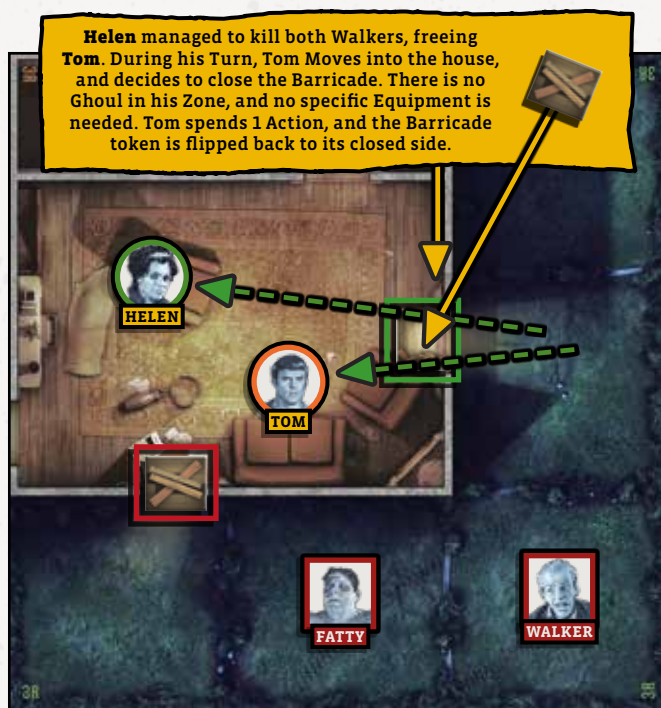 Helen managed to kill both Walkers, freeing
Tom. During his Turn, Tom Moves into the house,
and decides to close the Barricade. There is no
Ghoul in his Zone, and no specific Equipment is
needed. Tom spends 1 Action, and the Barricade
token is flipped back to its closed side.
HELEN
TOM
FATTY
WALKER
3R